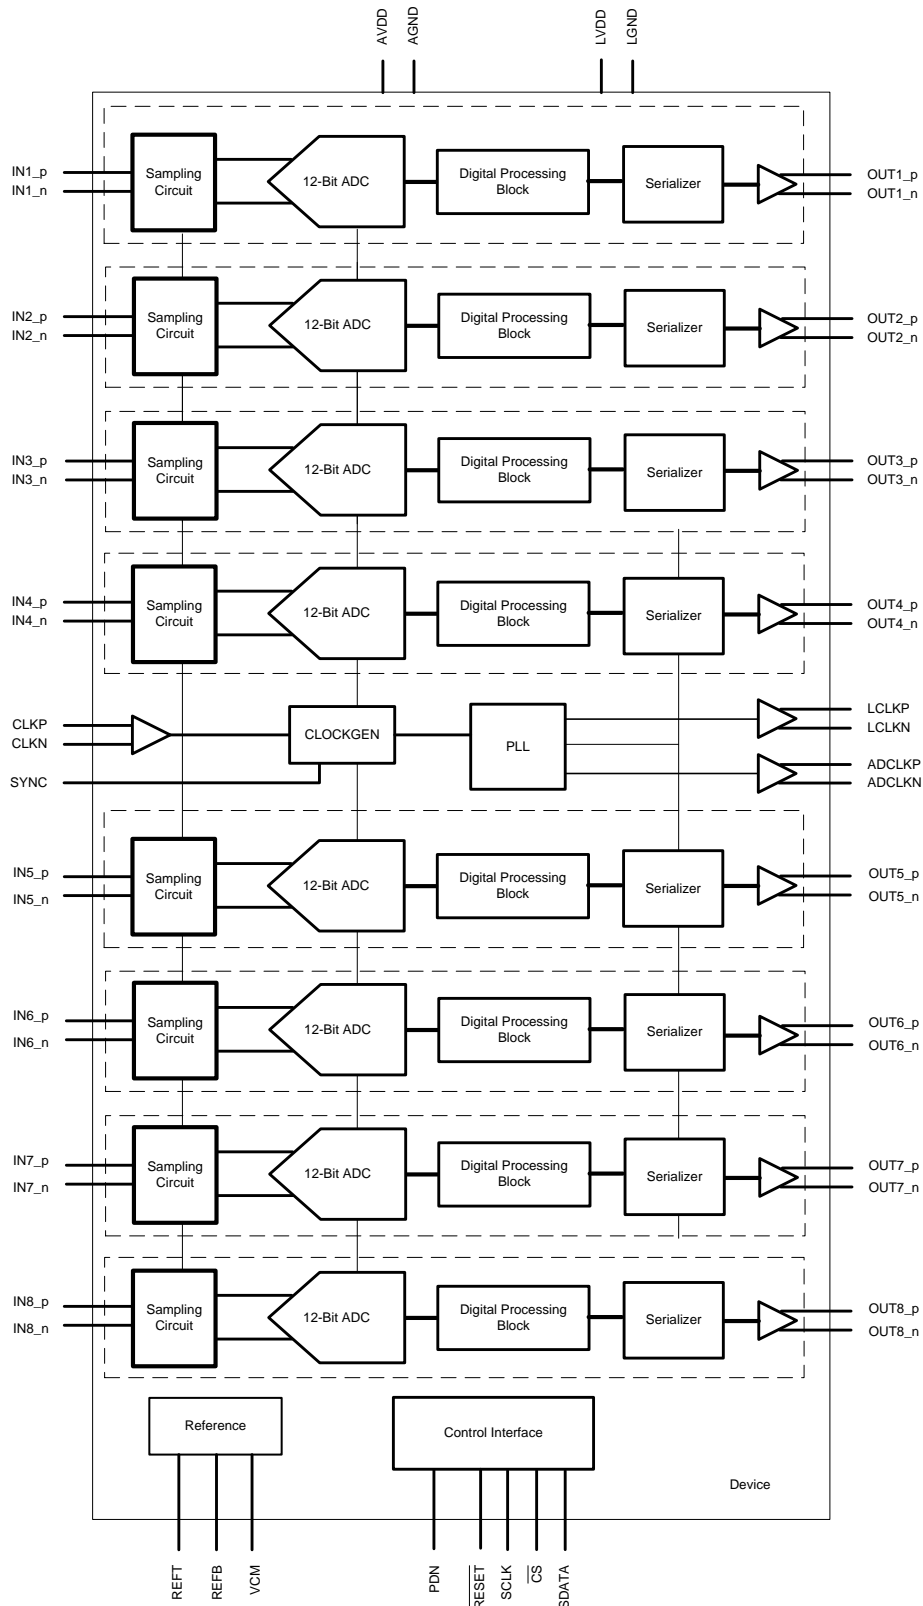 AVDD
AGND
LVDD
LGND
IN1_p
IN1_n
Sampling
Circuit
12-Bit ADC
Digital Processing
Block
Serializer
OUT1_p
OUT1_n
IN2_p
IN2_n
Sampling
Circuit
12-Bit ADC
Digital Processing
Block
Serializer
OUT2_p
OUT2_n
IN3_p
IN3_n
Sampling
Circuit
12-Bit ADC
Digital Processing
Block
Serializer
OUT3_p
OUT3_n
IN4_p
IN4_n
Sampling
Circuit
12-Bit ADC
Digital Processing
Block
Serializer
OUT4_p
OUT4_n
CLKP
CLKN
SYNC
CLOCKGEN
PLL
LCLKP
LCLKN
ADCLKP
ADCLKN
IN5_p
IN5_n
Sampling
Circuit
12-Bit ADC
Digital Processing
Block
Serializer
OUT5_p
OUT5_n
IN6_p
IN6_n
Sampling
Circuit
12-Bit ADC
Digital Processing
Block
Serializer
OUT6_p
OUT6_n
IN7_p
IN7_n
Sampling
Circuit
12-Bit ADC
Digital Processing
Block
Serializer
OUT7_p
OUT7_n
IN8_p
IN8_n
Sampling
Circuit
12-Bit ADC
Digital Processing
Block
Serializer
OUT8_p
OUT8_n
Reference
Control Interface
Device
REFT
REFB
VCM
PDN
RESET
SCLK
CS
SDATA